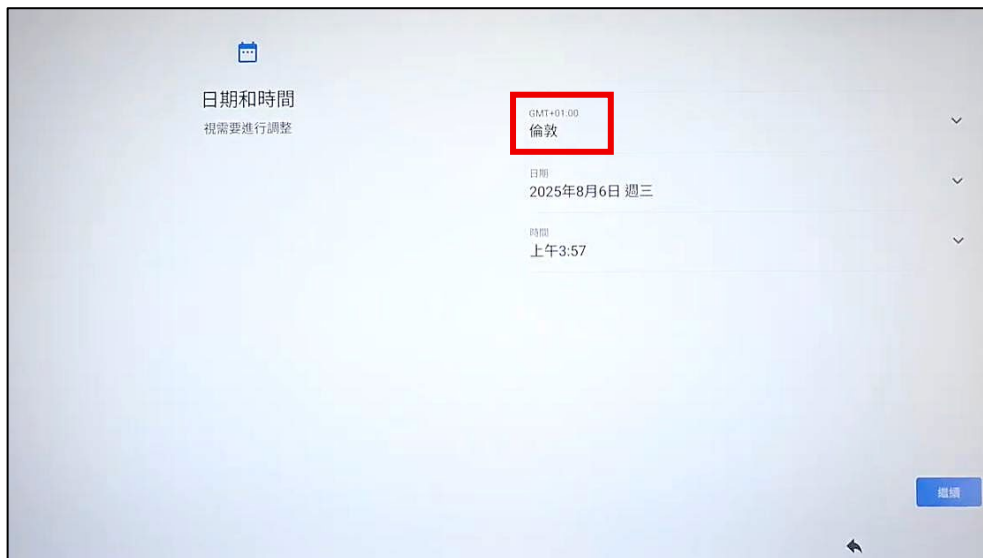 日期和時間
視需要進行調整
GMT+01:00
倫敦
日期
2025年8月6日 週三
時間
上午3:57
繼續